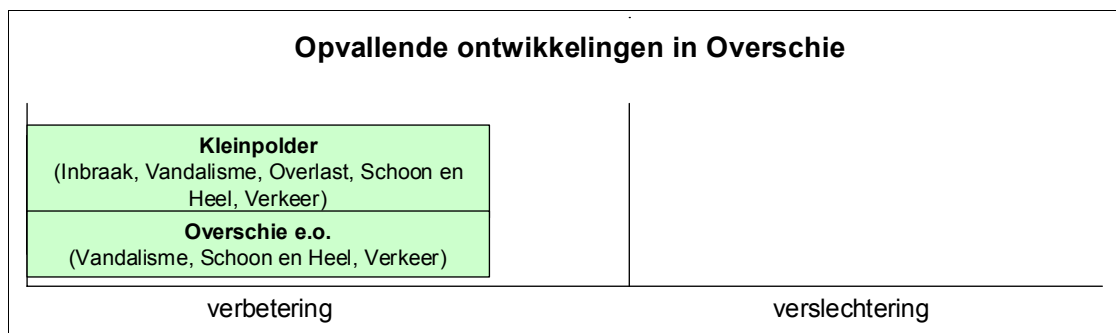 Opvallende ontwikkelingen in Overschie
Kleinpolder
(Inbraak, Vandalisme, Overlast, Schoon en
Heel, Verkeer)
Overschie e.o.
(Vandalisme, Schoon en Heel, Verkeer)
verbetering
verslechtering